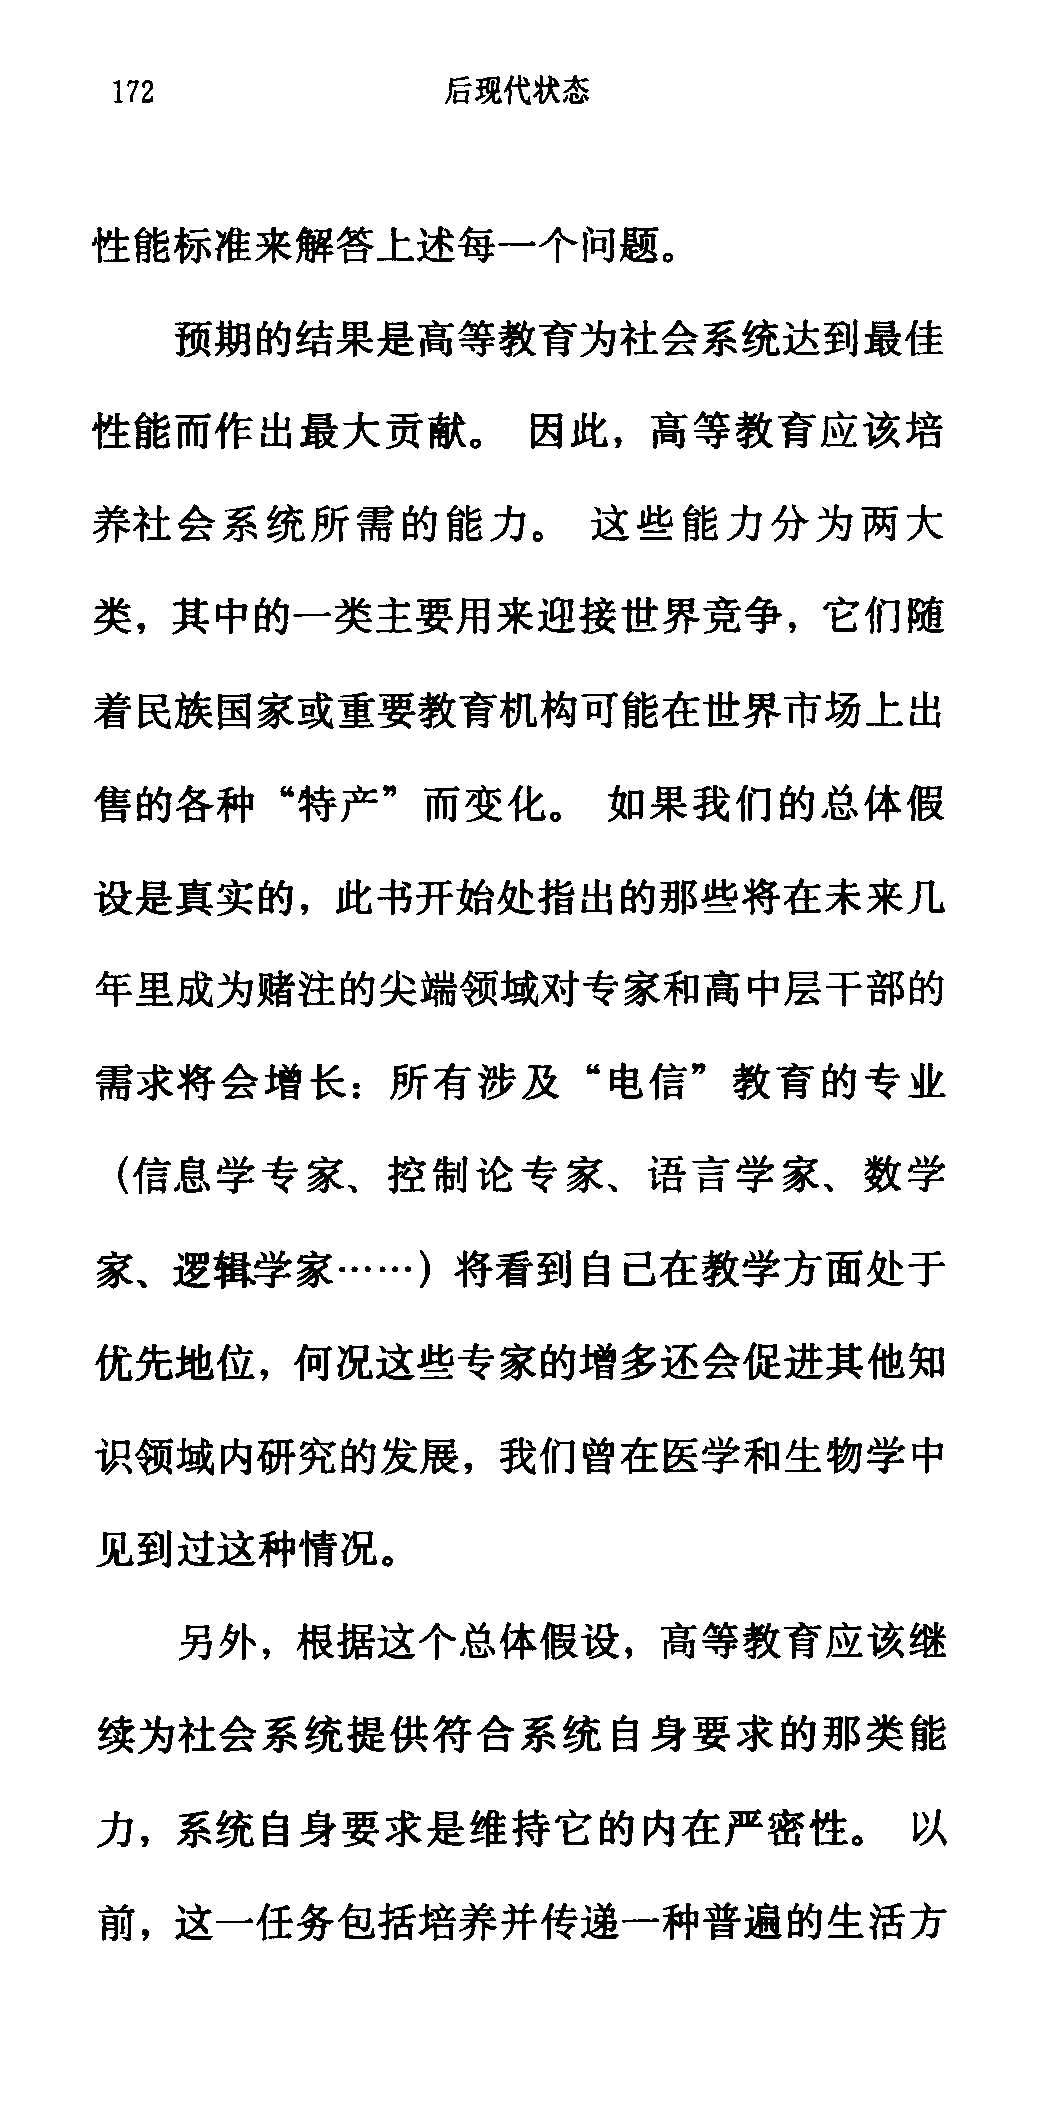 172 后现代状态
性能标准来解答上述每一个问题。
预期的结果是高等教育为社会系统达到最佳
性能而作出最大贡献。 因此，高等教育应该培
养社会系统所需的能力。 这些能力分为两大
类，其中的一类主要用来迎接世界竞争，它们随
着民族国家或重要教育机构可能在世界市场上出
售的各种“特产”而变化。 如果我们的总体假
设是真实的，此书开始处指出的那些将在未来几
年里成为赌注的尖端领域对专家和高中层干部的
需求将会增长：所有涉及“电信”教育的专业
（信息学专家、控制论专家、语言学家、数学
家、逻辑学家……）将看到自己在教学方面处于
优先地位，何况这些专家的增多还会促进其他知
识领域内研究的发展，我们曾在医学和生物学中
见到过这种情况。
另外，根据这个总体假设，高等教育应该继
续为社会系统提供符合系统自身要求的那类能
力，系统自身要求是维持它的内在严密性。 以
前，这一任务包括培养并传递一种普遍的生活方